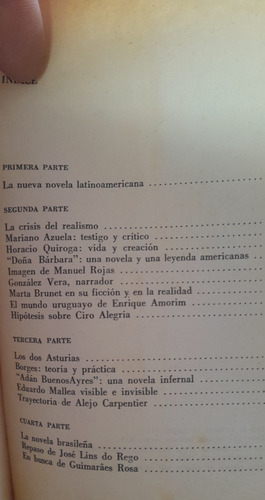 INDICE
PRIMERA PARTE
La nueva novela latinoamericana
SEGUNDA PARTE
La crisis del realismo
Mariano Azuela: testigo y crítico
Horacio Quiroga: vida y creación
"Doña Bárbara": una novela y una leyenda americanas
Imagen de Manuel Rojas
González Vera, narrador
Marta Brunet en su ficción y en la realidad
El mundo uruguayo de Enrique Amorim
Hipótesis sobre Ciro Alegría
TERCERA PARTE
Los dos Asturias
Borges: teoría y práctica
"Adán BuenosAyres": una novela infernal
Eduardo Mallea visible e invisible
Trayectoria de Alejo Carpentier
CUARTA PARTE
La novela brasileña
Repaso de José Lins do Rego
En busca de Guimarães Rosa